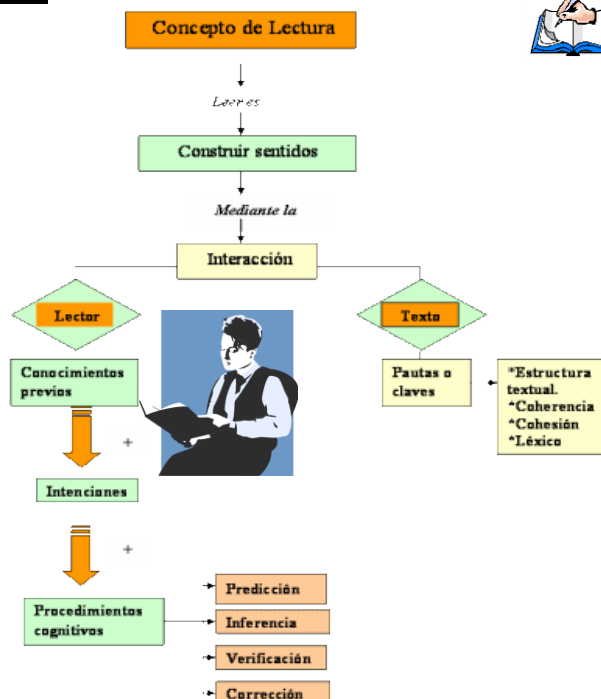 Concepto de Lectura
Leer es
Construir sentidos
Mediante la
Interacción
Lector
Texto
Conocimientos
previos
+
Intenciones
+
Procedimientos
cognitivos
Predicción
Inferencia
Verificación
Corrección
Pautas o
claves
*Estructura
textual.
*Coherencia
*Cohesión
*Léxico